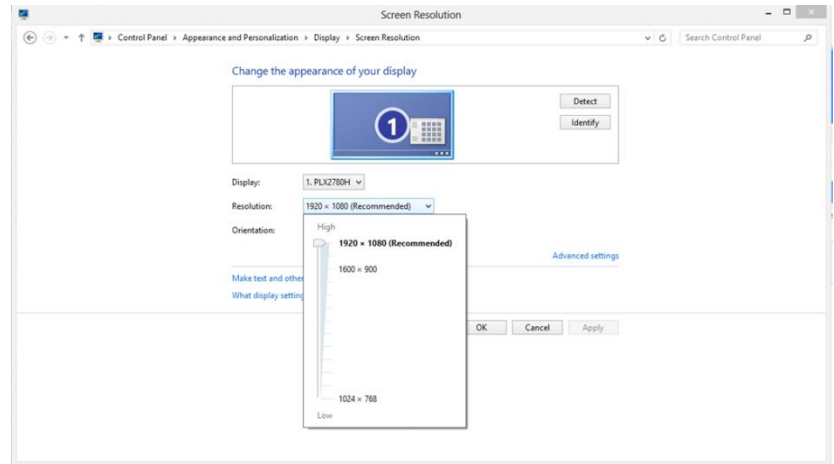 Screen Resolution
Control Panel › Appearance and Personalization › Display › Screen Resolution
Search Control Panel
Change the appearance of your display
1
Detect
Identify
Display: 1. PLX2780H
Resolution: 1920 × 1080 (Recommended)
Orientation:
High
1920 × 1080 (Recommended)
Advanced settings
1600 × 900
Make text and other
What display setting
OK Cancel Apply
1024 × 768
Low